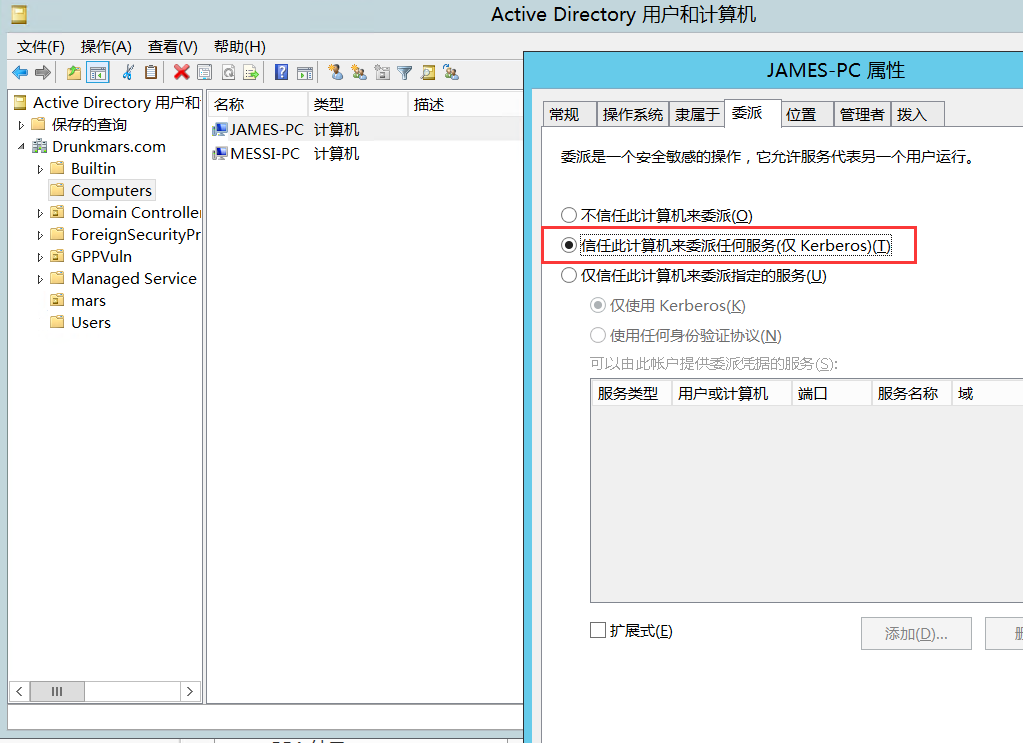 Active Directory 用户和计算机
文件(F) 操作(A) 查看(V) 帮助(H)
Active Directory 用户和
保存的查询
Drunkmars.com
Builtin
Computers
Domain Controller
ForeignSecurityPr
GPPVuln
Managed Service
mars
Users
名称 类型 描述
JAMES-PC 计算机
MESSI-PC 计算机
JAMES-PC 属性
常规 操作系统 隶属于 委派 位置 管理者 拨入
委派是一个安全敏感的操作，它允许服务代表另一个用户运行。
不信任此计算机来委派(O)
信任此计算机来委派任何服务(仅 Kerberos)(T)
仅信任此计算机来委派指定的服务(U)
仅使用 Kerberos(K)
使用任何身份验证协议(N)
可以由此帐户提供委派凭据的服务(S):
服务类型 用户或计算机 端口 服务名称 域
扩展式(E)
添加(D)...